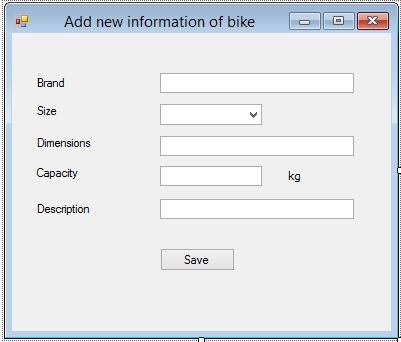 Add new information of bike
Brand
Size
Dimensions
Capacity kg
Description
Save